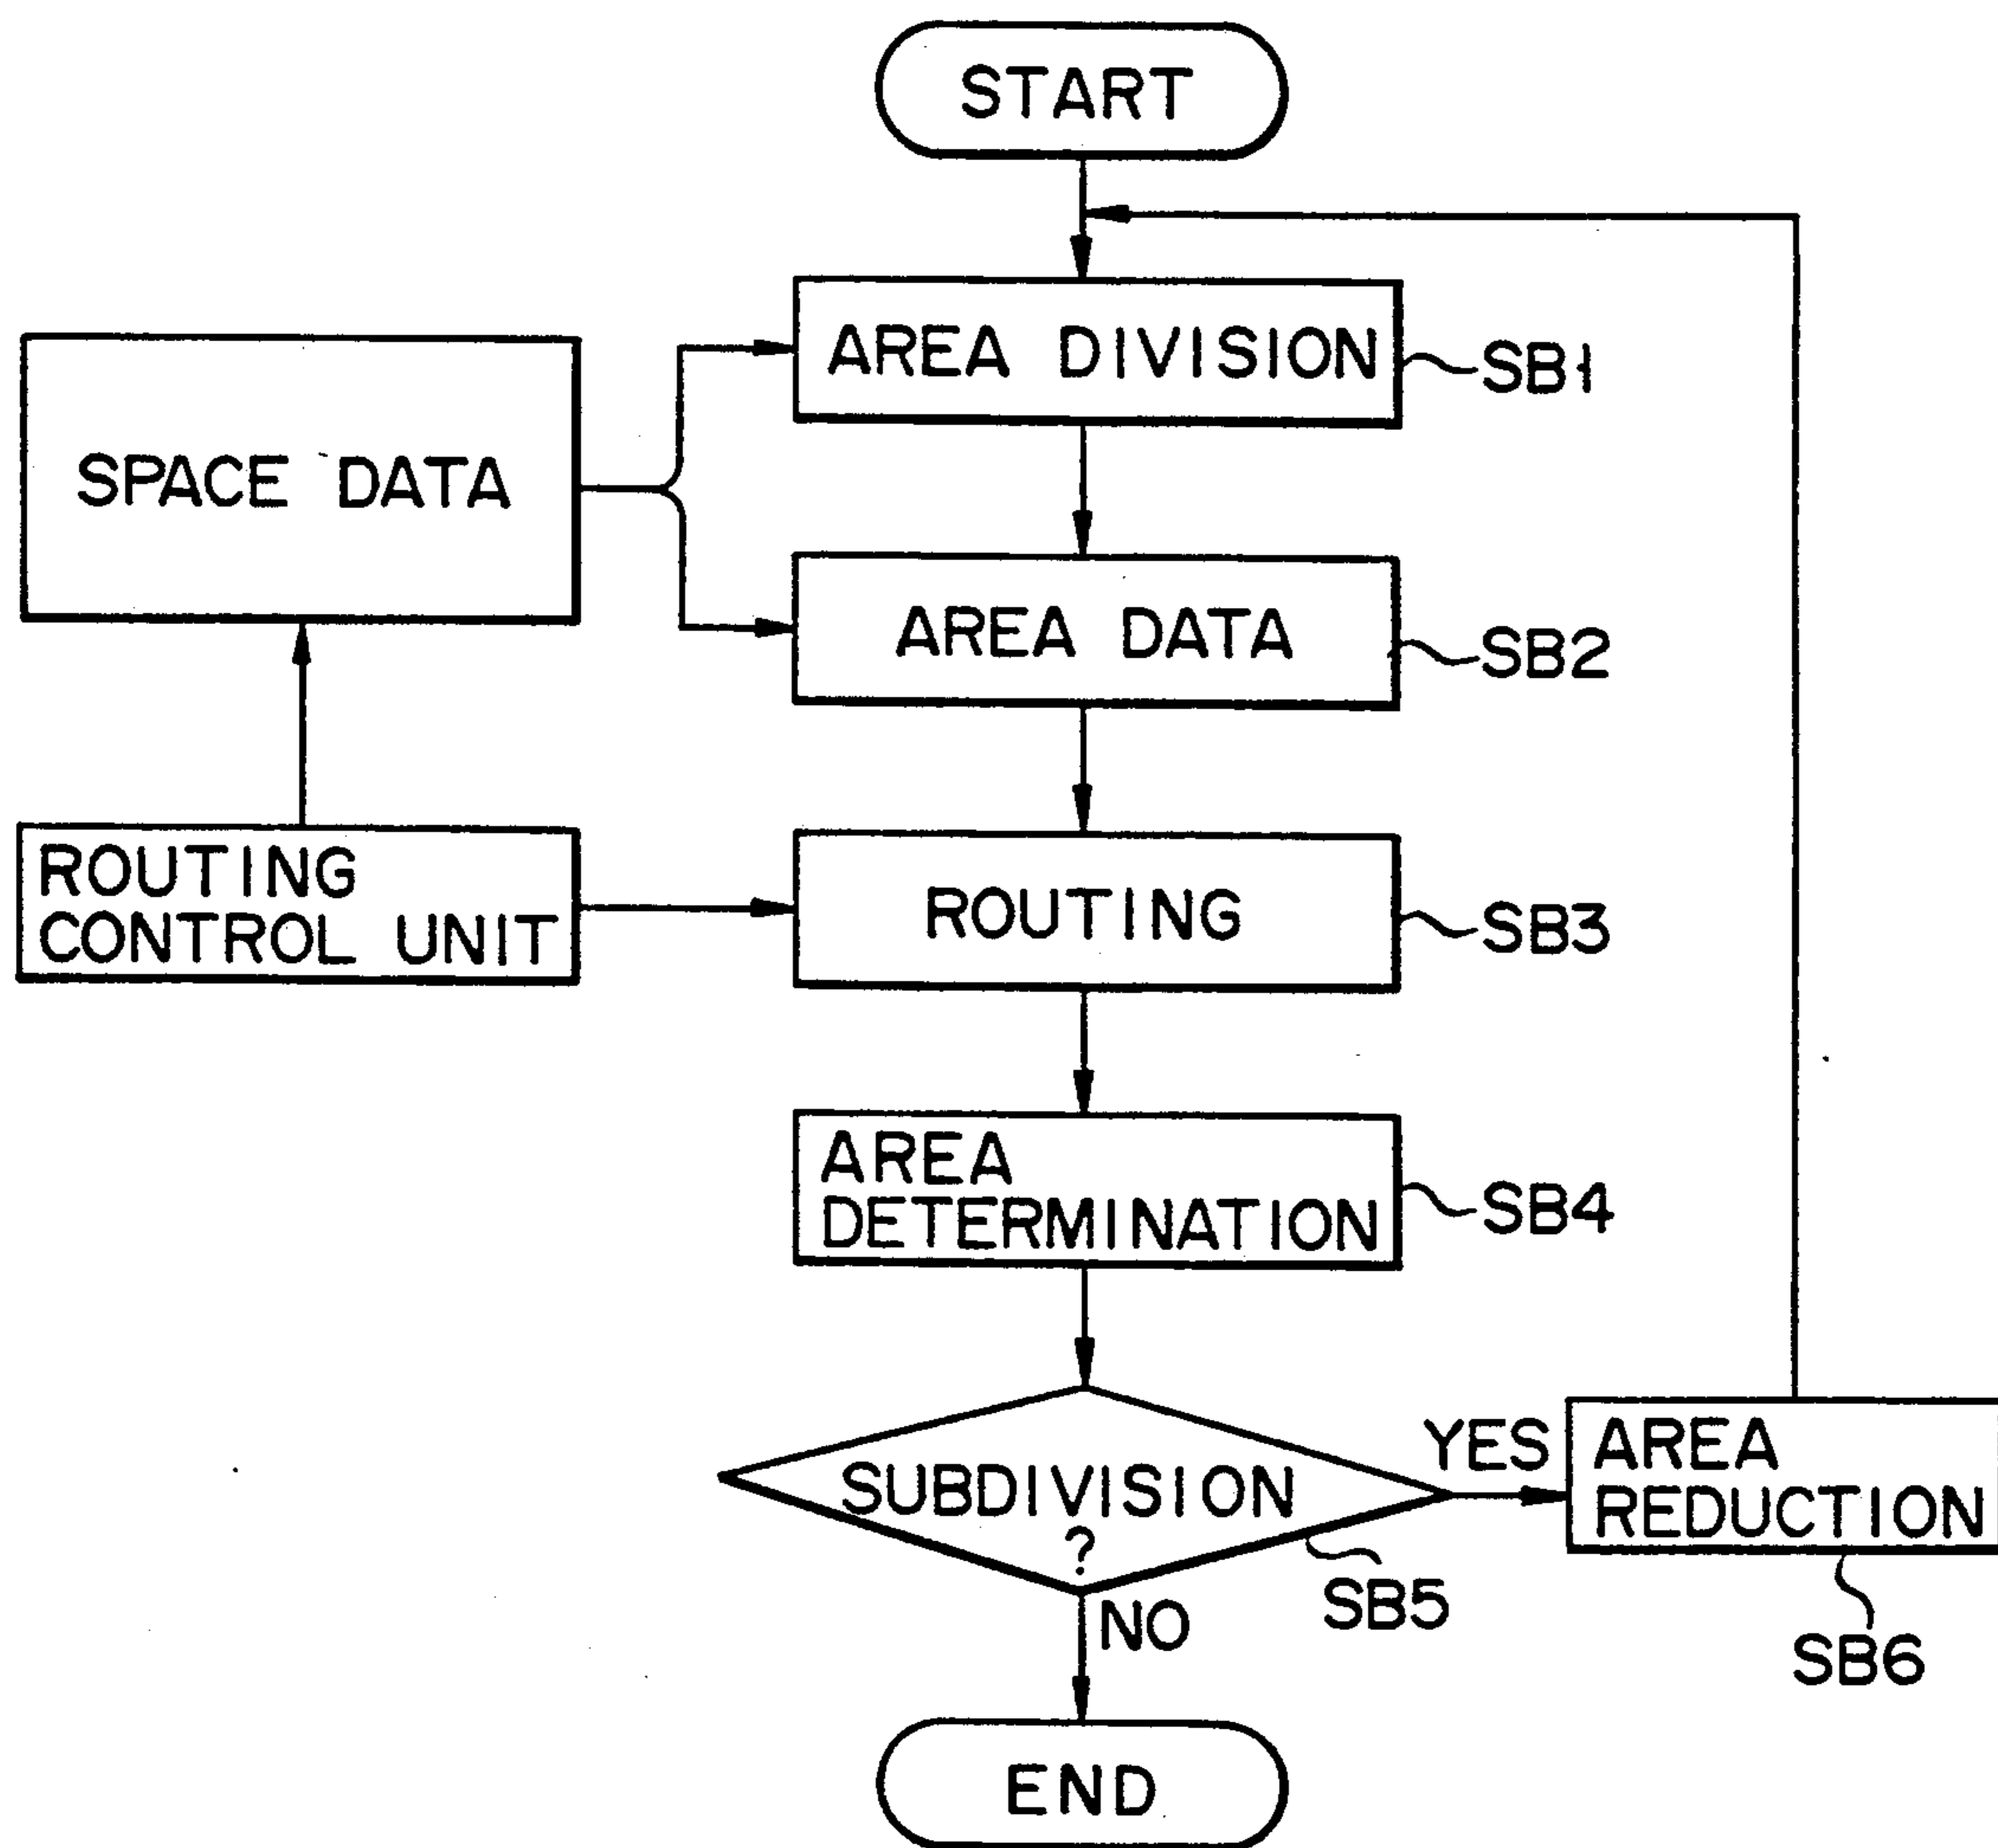 START
AREA DIVISION
SB1
SPACE DATA
AREA DATA
SB2
ROUTING
CONTROL UNIT
ROUTING
SB3
AREA
DETERMINATION
SB4
SUBDIVISION
?
SB5
YES
AREA
REDUCTION
SB6
NO
END